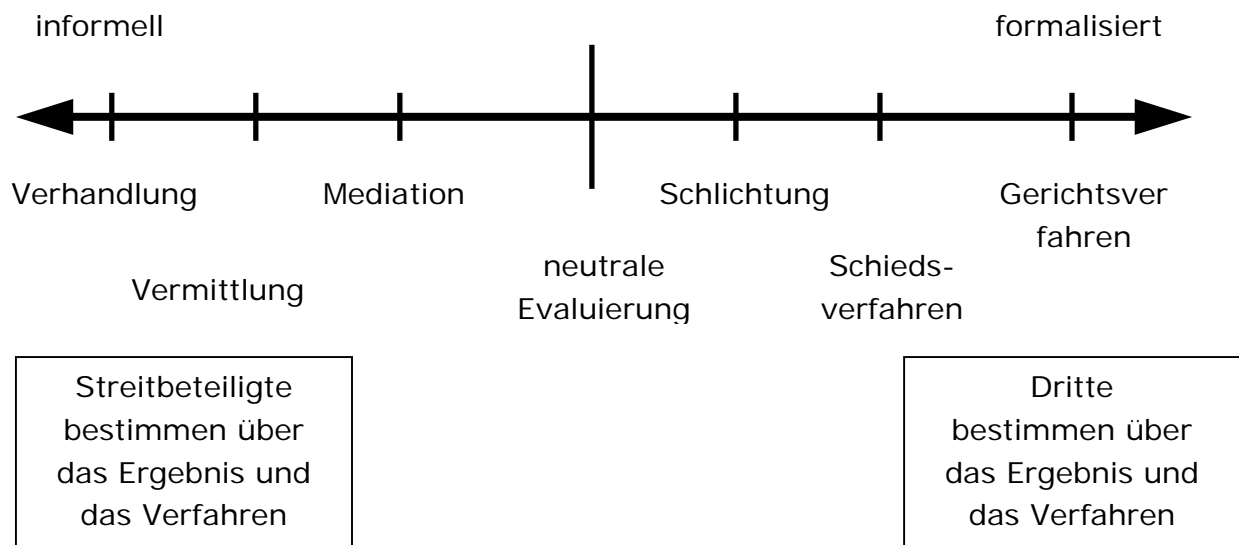 informell
formalisiert
Verhandlung
Mediation
Schlichtung
Gerichtsver
fahren
Vermittlung
neutrale
Evaluierung
Schieds-
verfahren
Streitbeteiligte
bestimmen über
das Ergebnis und
das Verfahren
Dritte
bestimmen über
das Ergebnis und
das Verfahren